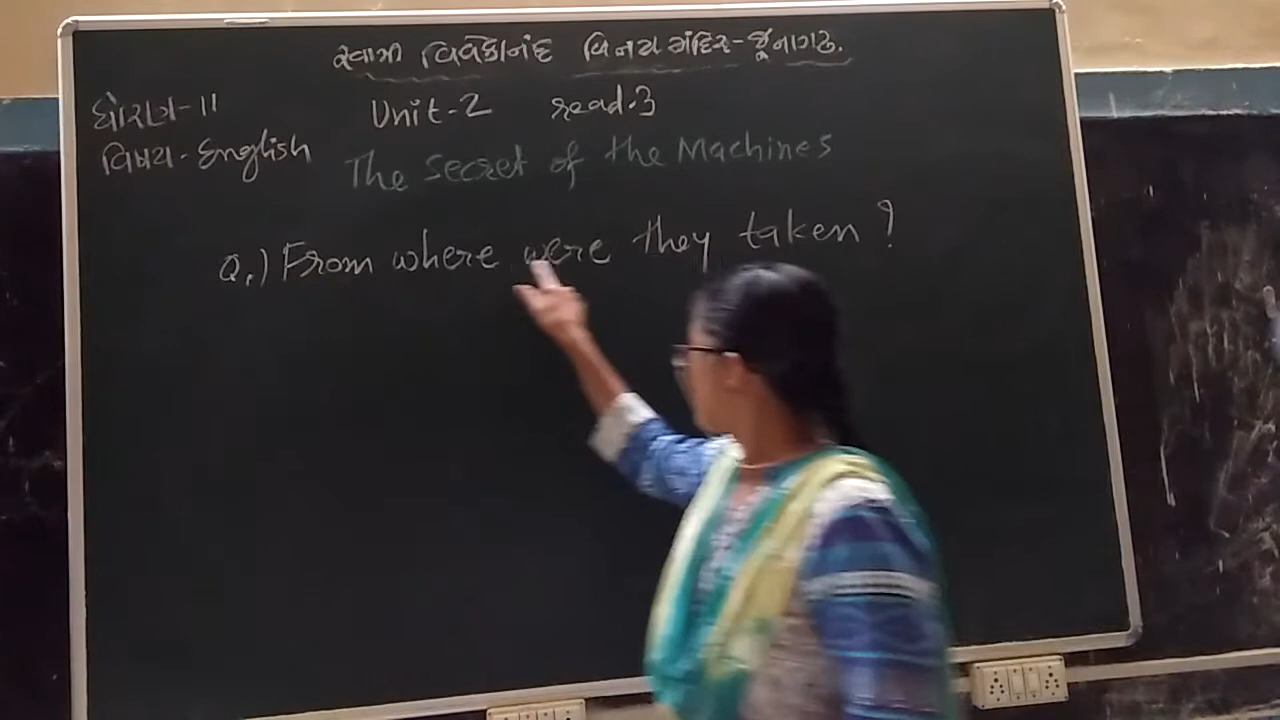 સ્વામી વિવેકાનંદ વિનય મંદિર-જૂનાગઢ.
ધોરણ-11
Unit-2 read.3
વિષય-English
The Secret of the Machines
Q.) From where were they taken?